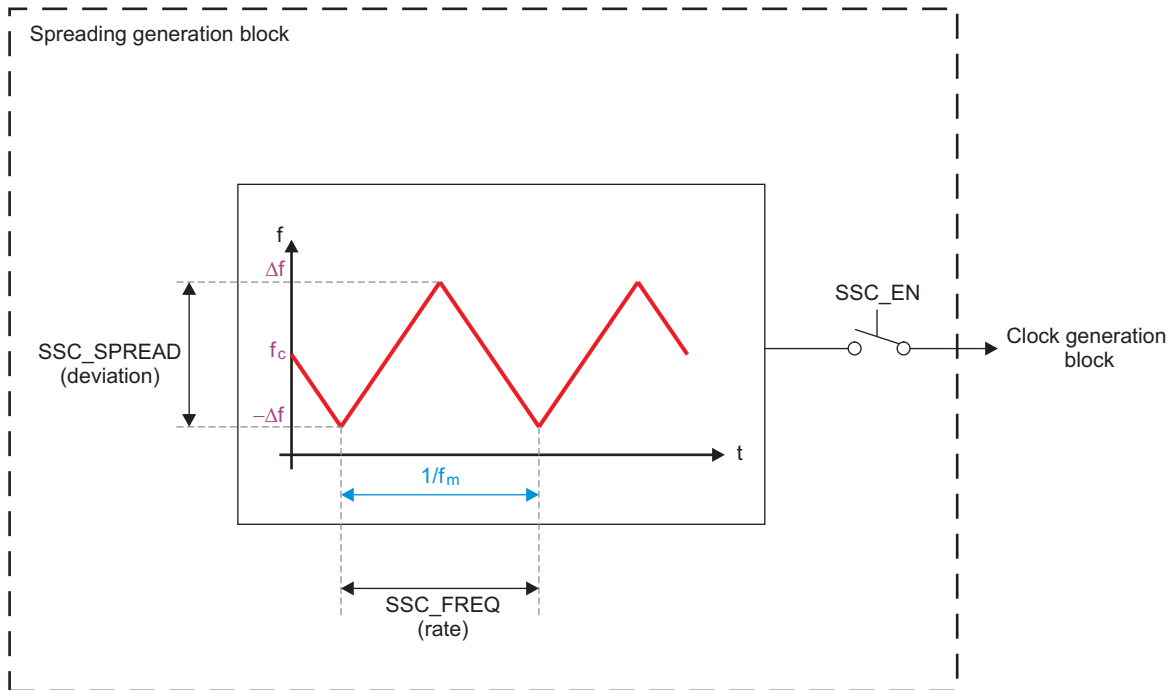 Spreading generation block
f
Δf
SSC_EN
SSC_SPREAD
(deviation)
fc
Clock generation
block
−Δf
t
1/fm
SSC_FREQ
(rate)